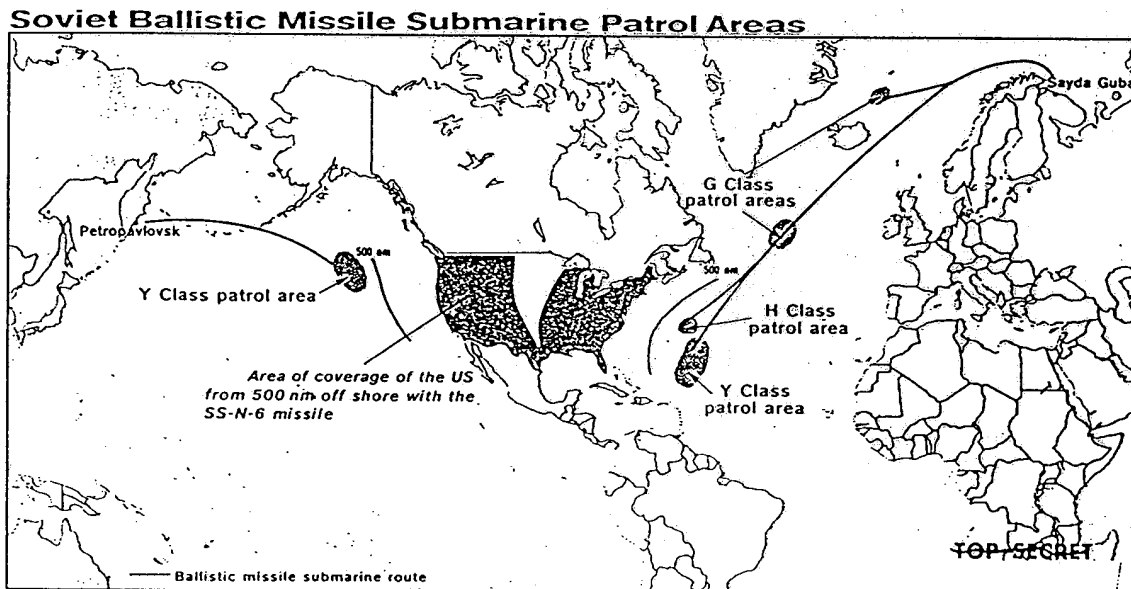 Soviet Ballistic Missile Submarine Patrol Areas
Sayda Guba
G Class
patrol areas
Petropavlovsk
500 nm
Y Class patrol area
500 nm
H Class
patrol area
Area of coverage of the US
from 500 nm off shore with the
SS-N-6 missile
Y Class
patrol area
TOP SECRET
Ballistic missile submarine route